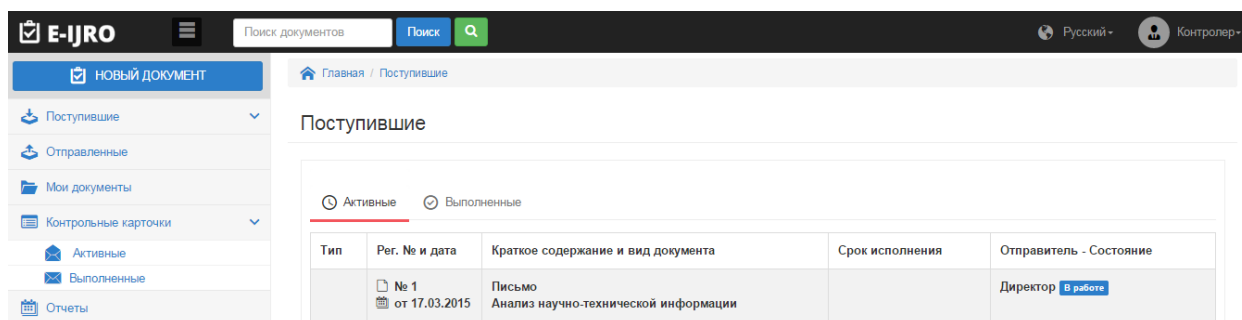 E-IJRO
Поиск документов
Поиск
Русский
Контролер
НОВЫЙ ДОКУМЕНТ
Главная / Поступившие
Поступившие
Отправленные
Мои документы
Контрольные карточки
Активные
Выполненные
Отчеты
Поступившие
Активные
Выполненные
Тип Рег. № и дата Краткое содержание и вид документа Срок исполнения Отправитель - Состояние
№ 1 Письмо Директор В работе
от 17.03.2015 Анализ научно-технической информации